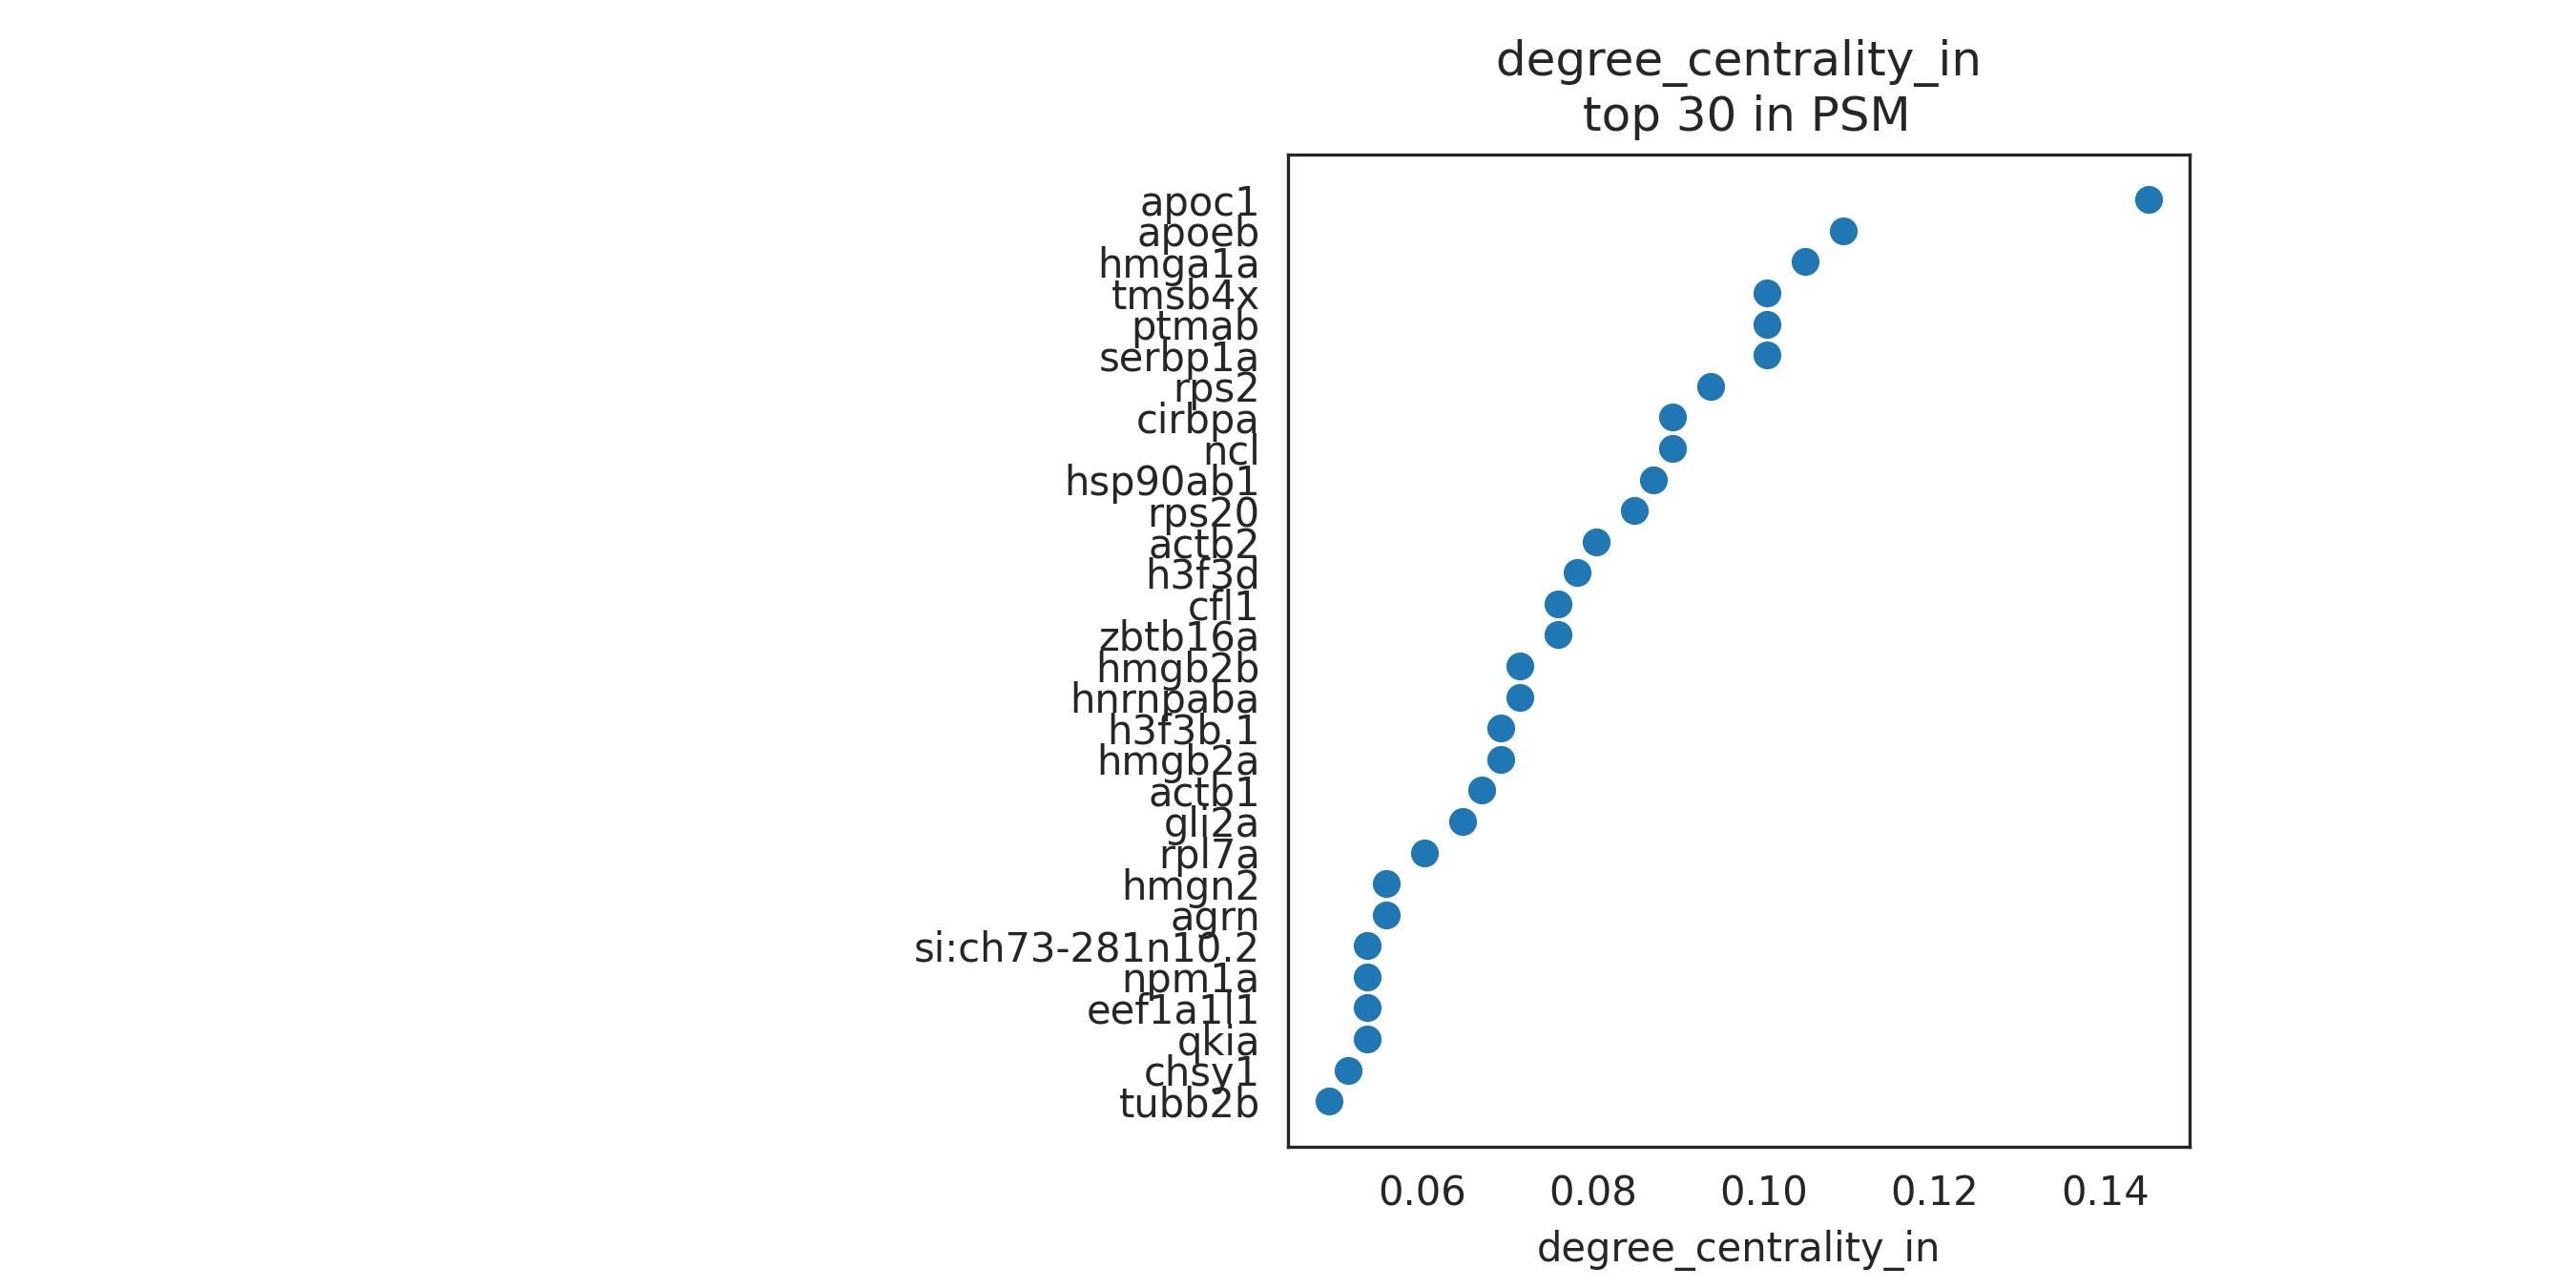 degree_centrality_in
top 30 in PSM
apoc1
apoeb
hmga1a
tmsb4x
ptmab
serbp1a
rps2
cirbpa
ncl
hsp90ab1
rps20
actb2
h3f3d
cfl1
zbtb16a
hmgb2b
hnrnpaba
h3f3b.1
hmgb2a
actb1
gli2a
rpl7a
hmgn2
agrn
si:ch73-281n10.2
npm1a
eef1a1l1
qkia
chsy1
tubb2b
0.06 0.08 0.10 0.12 0.14
degree_centrality_in